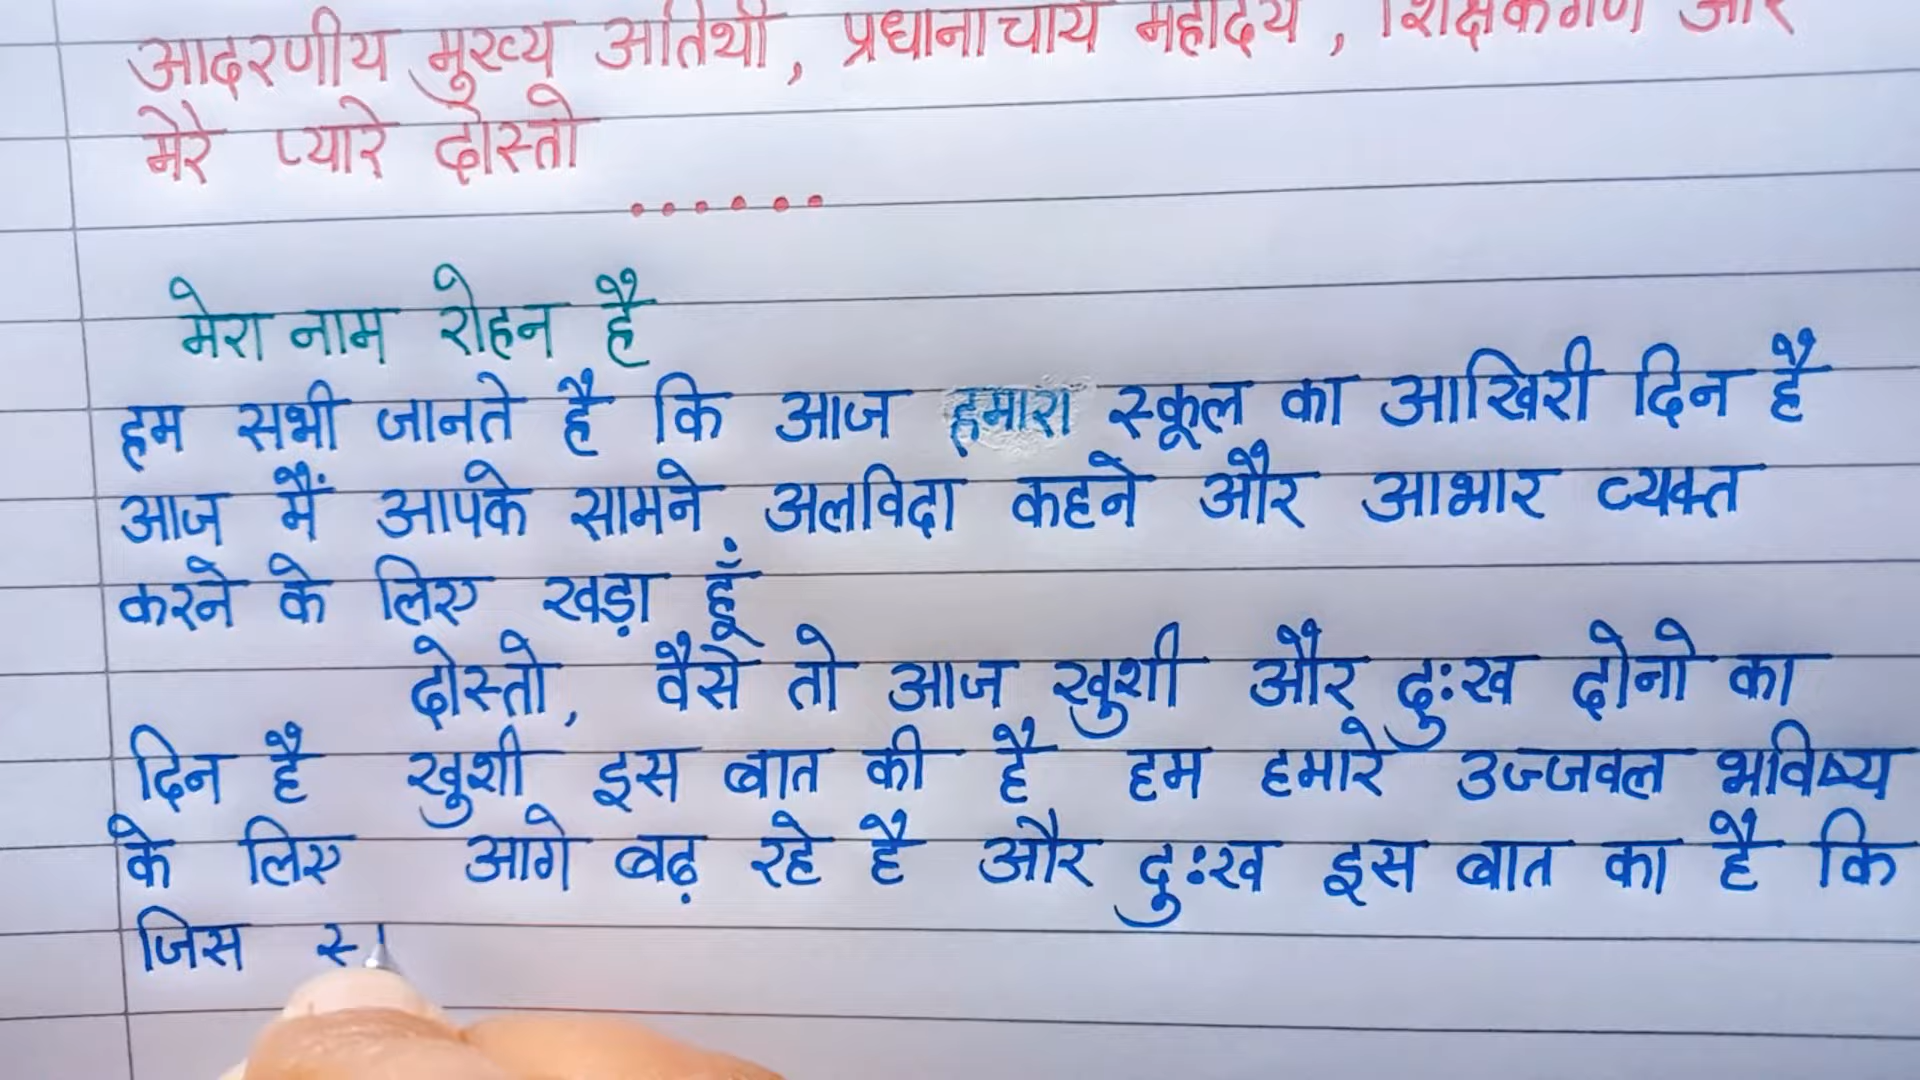 आदरणीय मुख्य अतिथी, प्रधानाचार्य महोदय, शिक्षकगण और
मेरे प्यारे दोस्तो
......
मेरा नाम रोहन है
हम सभी जानते है कि आज हमारा स्कूल का आखिरी दिन है
आज मैं आपके सामने अलविदा कहने और आभार व्यक्त
करने के लिए खड़ा हूँ
दोस्तो, वैसे तो आज खुशी और दुःख दोनो का
दिन है खुशी इस बात की है हम हमारे उज्जवल भविष्य
के लिए आगे बढ़ रहे है और दुःख इस बात का है कि
जिस